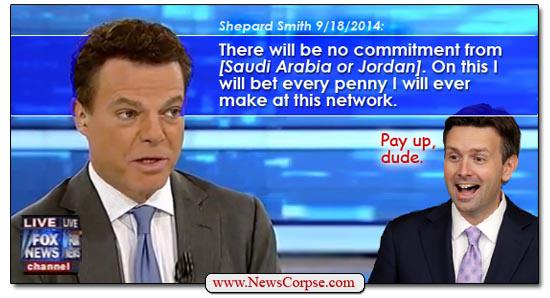 Shepard Smith 9/18/2014:
There will be no commitment from
[Saudi Arabia or Jordan]. On this I
will bet every penny I will ever
make at this network.
Pay up,
dude.
LIVE LIVE
FOX
NEWS
channel
www.NewsCorpse.com